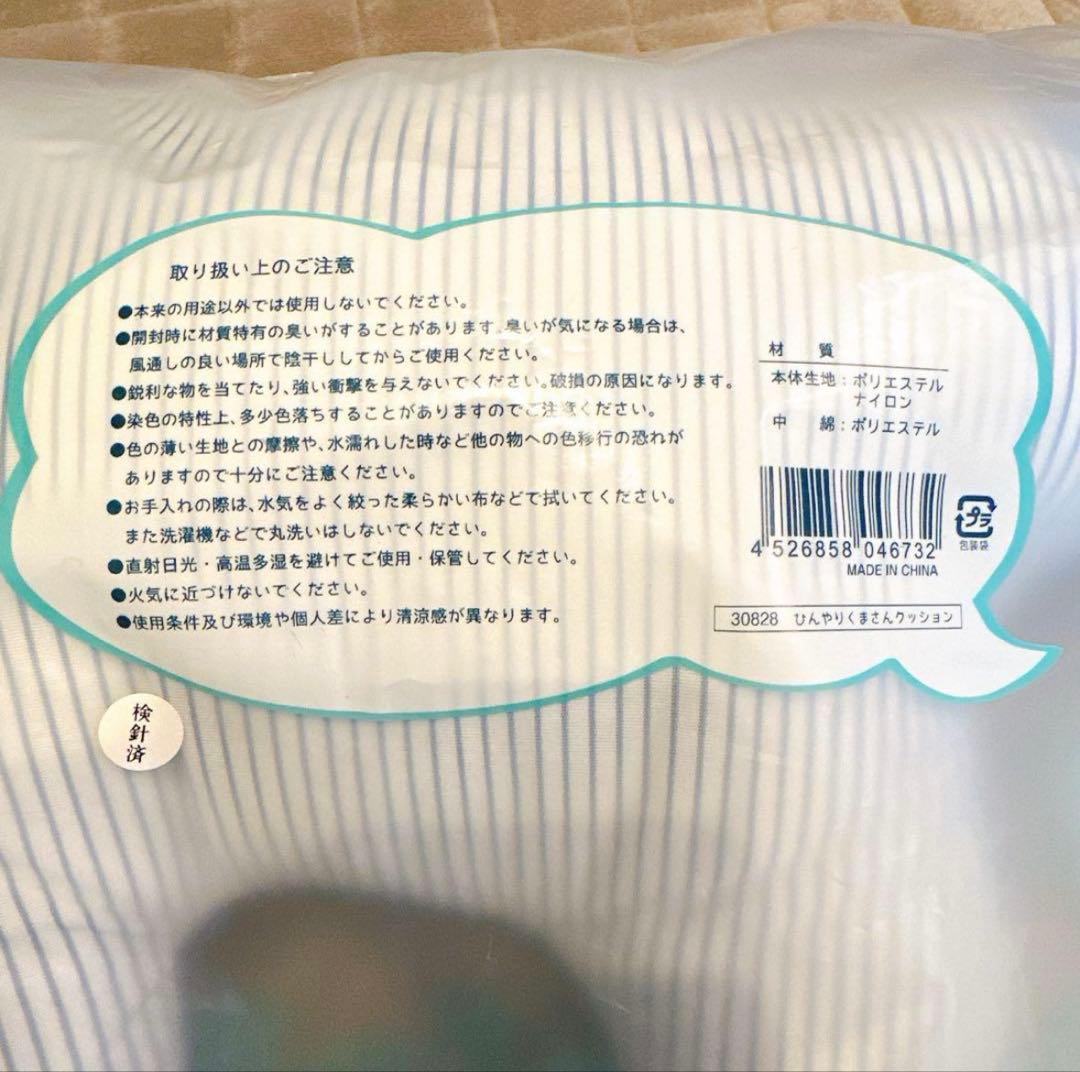 取り扱い上のご注意
●本来の用途以外では使用しないでください。
●開封時に材質特有の臭いがすることがあります。臭いが気になる場合は、
風通しの良い場所で陰干ししてからご使用ください。
●鋭利な物を当てたり、強い衝撃を与えないでください。破損の原因になります。
●染色の特性上、多少色落ちすることがありますのでご注意ください。
●色の薄い生地との摩擦や、水濡れした時など他の物への色移行の恐れが
ありますので十分にご注意ください。
●お手入れの際は、水気をよく絞った柔らかい布などで拭いてください。
また洗濯機などで丸洗いはしないでください。
●直射日光・高温多湿を避けてご使用・保管してください。
●火気に近づけないでください。
●使用条件及び環境や個人差により清涼感が異なります。
材 質
本体生地：ポリエステル
ナイロン
中 綿：ポリエステル
4 526858 046732
プラ
包装袋
MADE IN CHINA
30828 ひんやりくまさんクッション
検
針
済